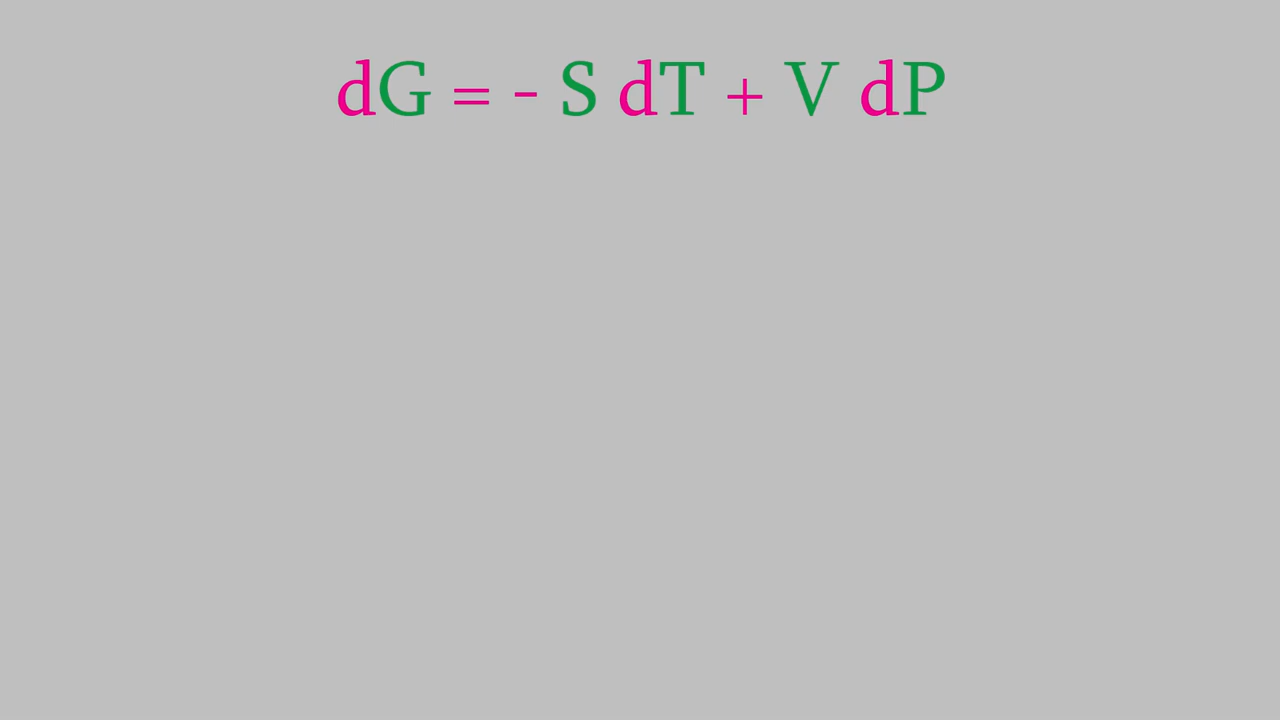 dG = - S dT + V dP